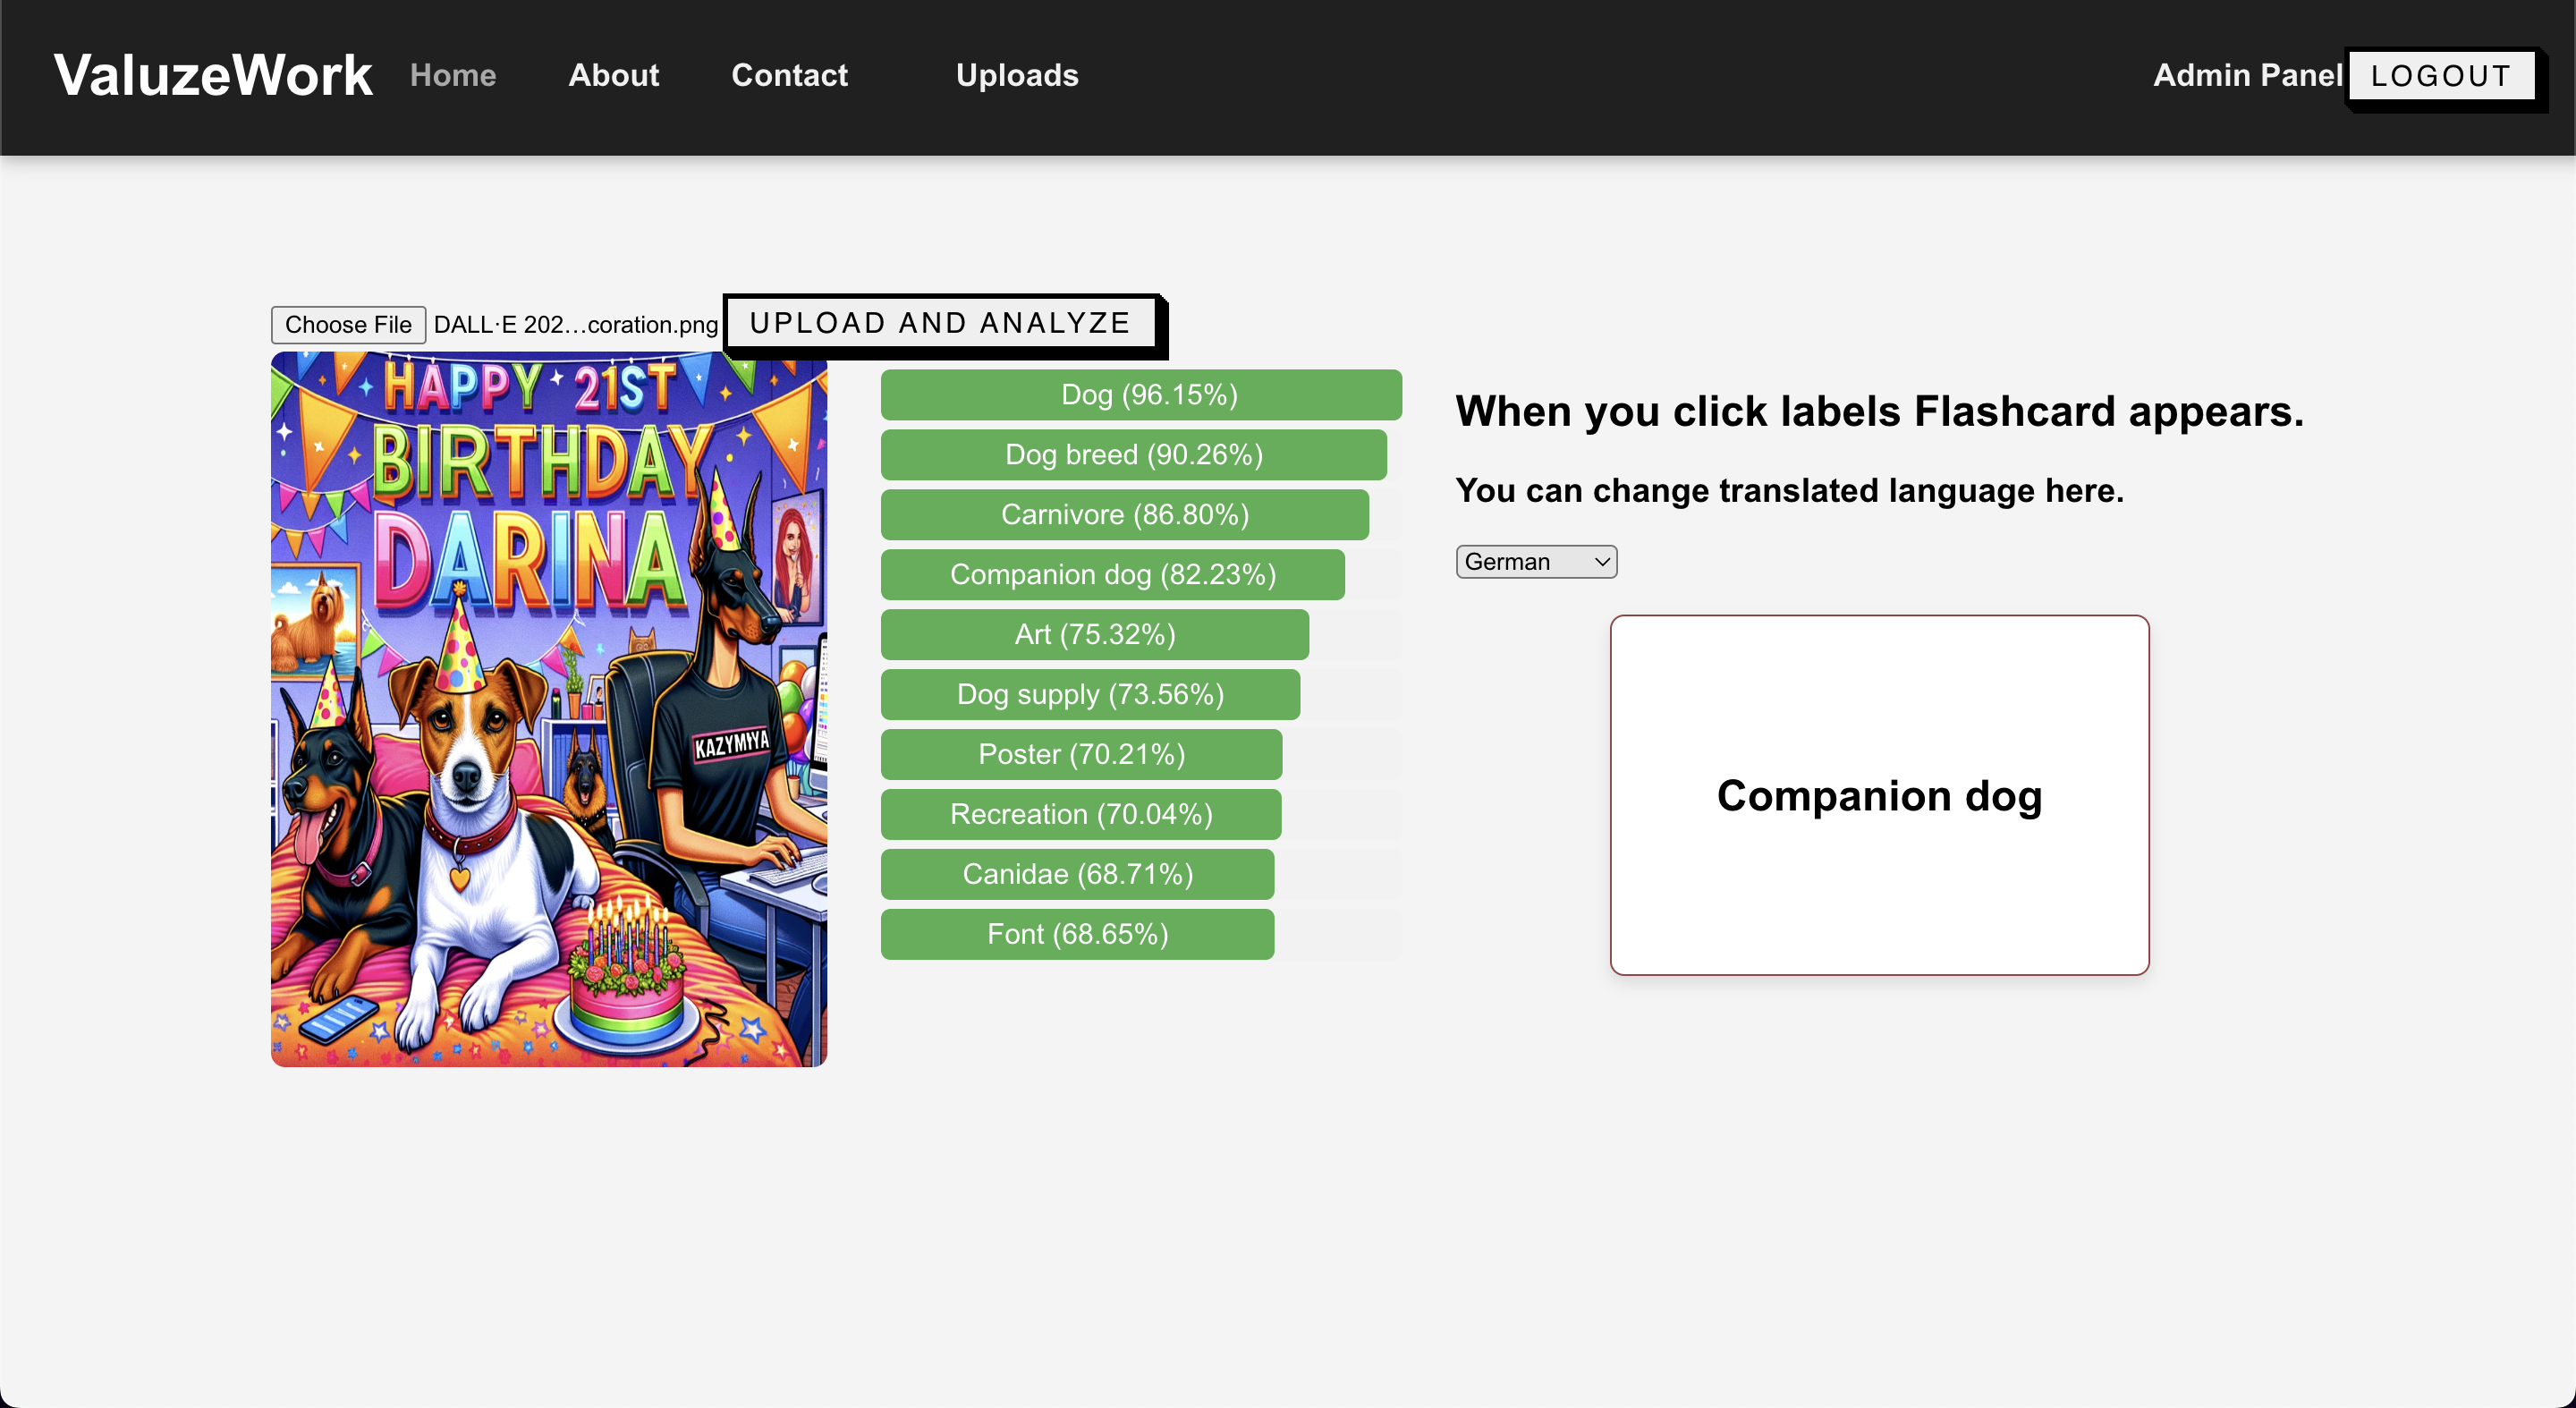 ValuzeWork Home About Contact Uploads Admin Panel LOGOUT
Choose File DALL·E 202…coration.png UPLOAD AND ANALYZE
HAPPY 21ST
BIRTHDAY
DARINA
KAZYMIYA
Dog (96.15%)
Dog breed (90.26%)
Carnivore (86.80%)
Companion dog (82.23%)
Art (75.32%)
Dog supply (73.56%)
Poster (70.21%)
Recreation (70.04%)
Canidae (68.71%)
Font (68.65%)
When you click labels Flashcard appears.
You can change translated language here.
German
Companion dog